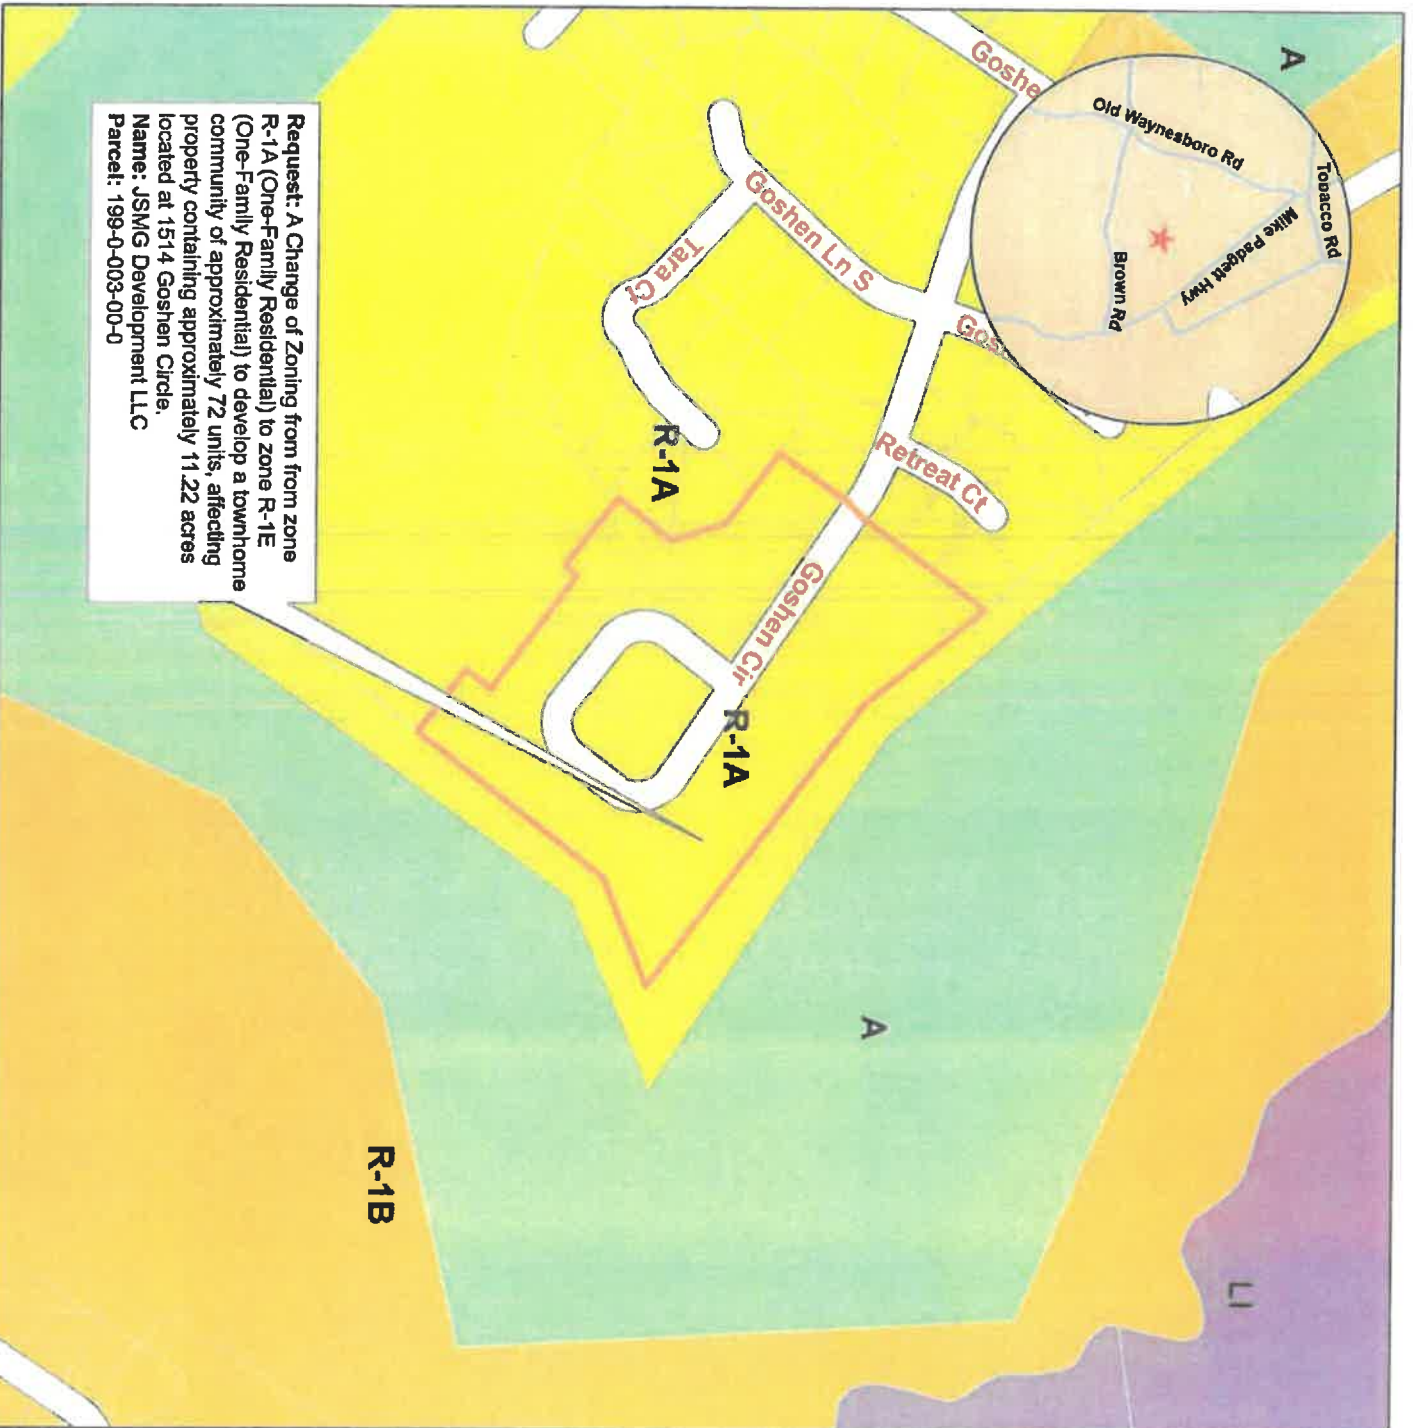 A
Tobacco Rd
Old Waynesboro Rd
Mike Padgett Hwy
Brown Rd
Goshe
Gos
Goshen Ln S
Tara Ct
Retreat Ct
R-1A
Goshen Cir
R-1A
A
LI
R-1B
Request: A Change of Zoning from from zone
R-1A (One-Family Residential) to zone R-1E
(One-Family Residential) to develop a townhome
community of approximately 72 units, affecting
property containing approximately 11.22 acres
located at 1514 Goshen Circle.
Name: JSMG Development LLC
Parcel: 199-0-003-00-0